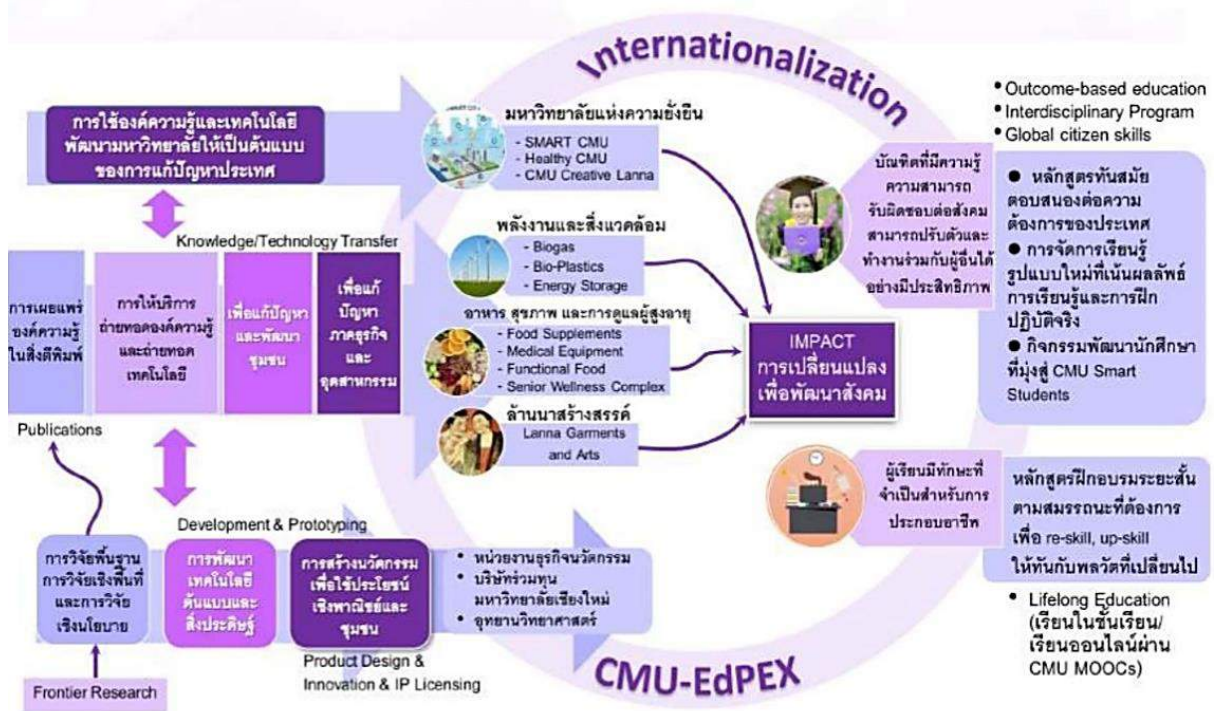 Internationalization
การใช้องค์ความรู้และเทคโนโลยี
พัฒนามหาวิทยาลัยให้เป็นต้นแบบ
ของการแก้ปัญหาประเทศ
Knowledge/Technology Transfer
การเผยแพร่
องค์ความรู้
ในสิ่งตีพิมพ์
การให้บริการ
ถ่ายทอดองค์ความรู้
และถ่ายทอด
เทคโนโลยี
เพื่อแก้ปัญหา
และพัฒนา
ชุมชน
เพื่อแก้
ปัญหา
ภาคธุรกิจ
และ
อุตสาหกรรม
Publications
Development & Prototyping
การวิจัยพื้นฐาน
การวิจัยเชิงพื้นที่
และการวิจัย
เชิงนโยบาย
การพัฒนา
เทคโนโลยี
ต้นแบบและ
สิ่งประดิษฐ์
การสร้างนวัตกรรม
เพื่อใช้ประโยชน์
เชิงพาณิชย์และ
ชุมชน
• หน่วยงานธุรกิจนวัตกรรม
• บริษัทร่วมทุน
มหาวิทยาลัยเชียงใหม่
• อุทยานวิทยาศาสตร์
Product Design &
Innovation & IP Licensing
Frontier Research
มหาวิทยาลัยแห่งความยั่งยืน
- SMART CMU
- Healthy CMU
- CMU Creative Lanna
พลังงานและสิ่งแวดล้อม
- Biogas
- Bio-Plastics
- Energy Storage
อาหาร สุขภาพ และการดูแลผู้สูงอายุ
- Food Supplements
- Medical Equipment
- Functional Food
- Senior Wellness Complex
ล้านนาสร้างสรรค์
Lanna Garments
and Arts
IMPACT
การเปลี่ยนแปลง
เพื่อพัฒนาสังคม
บัณฑิตที่มีความรู้
ความสามารถ
รับผิดชอบต่อสังคม
สามารถปรับตัวและ
ทำงานร่วมกับผู้อื่นได้
อย่างมีประสิทธิภาพ
• Outcome-based education
• Interdisciplinary Program
• Global citizen skills
● หลักสูตรทันสมัย
ตอบสนองต่อความ
ต้องการของประเทศ
● การจัดการเรียนรู้
รูปแบบใหม่ที่เน้นผลลัพธ์
การเรียนรู้และการฝึก
ปฏิบัติจริง
● กิจกรรมพัฒนานักศึกษา
ที่มุ่งสู่ CMU Smart
Students
ผู้เรียนมีทักษะที่
จำเป็นสำหรับการ
ประกอบอาชีพ
หลักสูตรฝึกอบรมระยะสั้น
ตามสมรรถนะที่ต้องการ
เพื่อ re-skill, up-skill
ให้ทันกับพลวัตที่เปลี่ยนไป
• Lifelong Education
(เรียนในชั้นเรียน/
เรียนออนไลน์ผ่าน
CMU MOOCs)
CMU-EdPEX